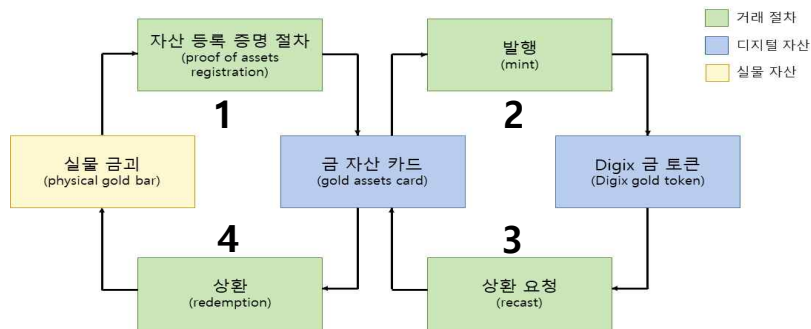 자산 등록 증명 절차
(proof of assets
registration)
발행
(mint)
거래 절차
디지털 자산
실물 자산
1
2
실물 금괴
(physical gold bar)
금 자산 카드
(gold assets card)
Digix 금 토큰
(Digix gold token)
4
3
상환
(redemption)
상환 요청
(recast)